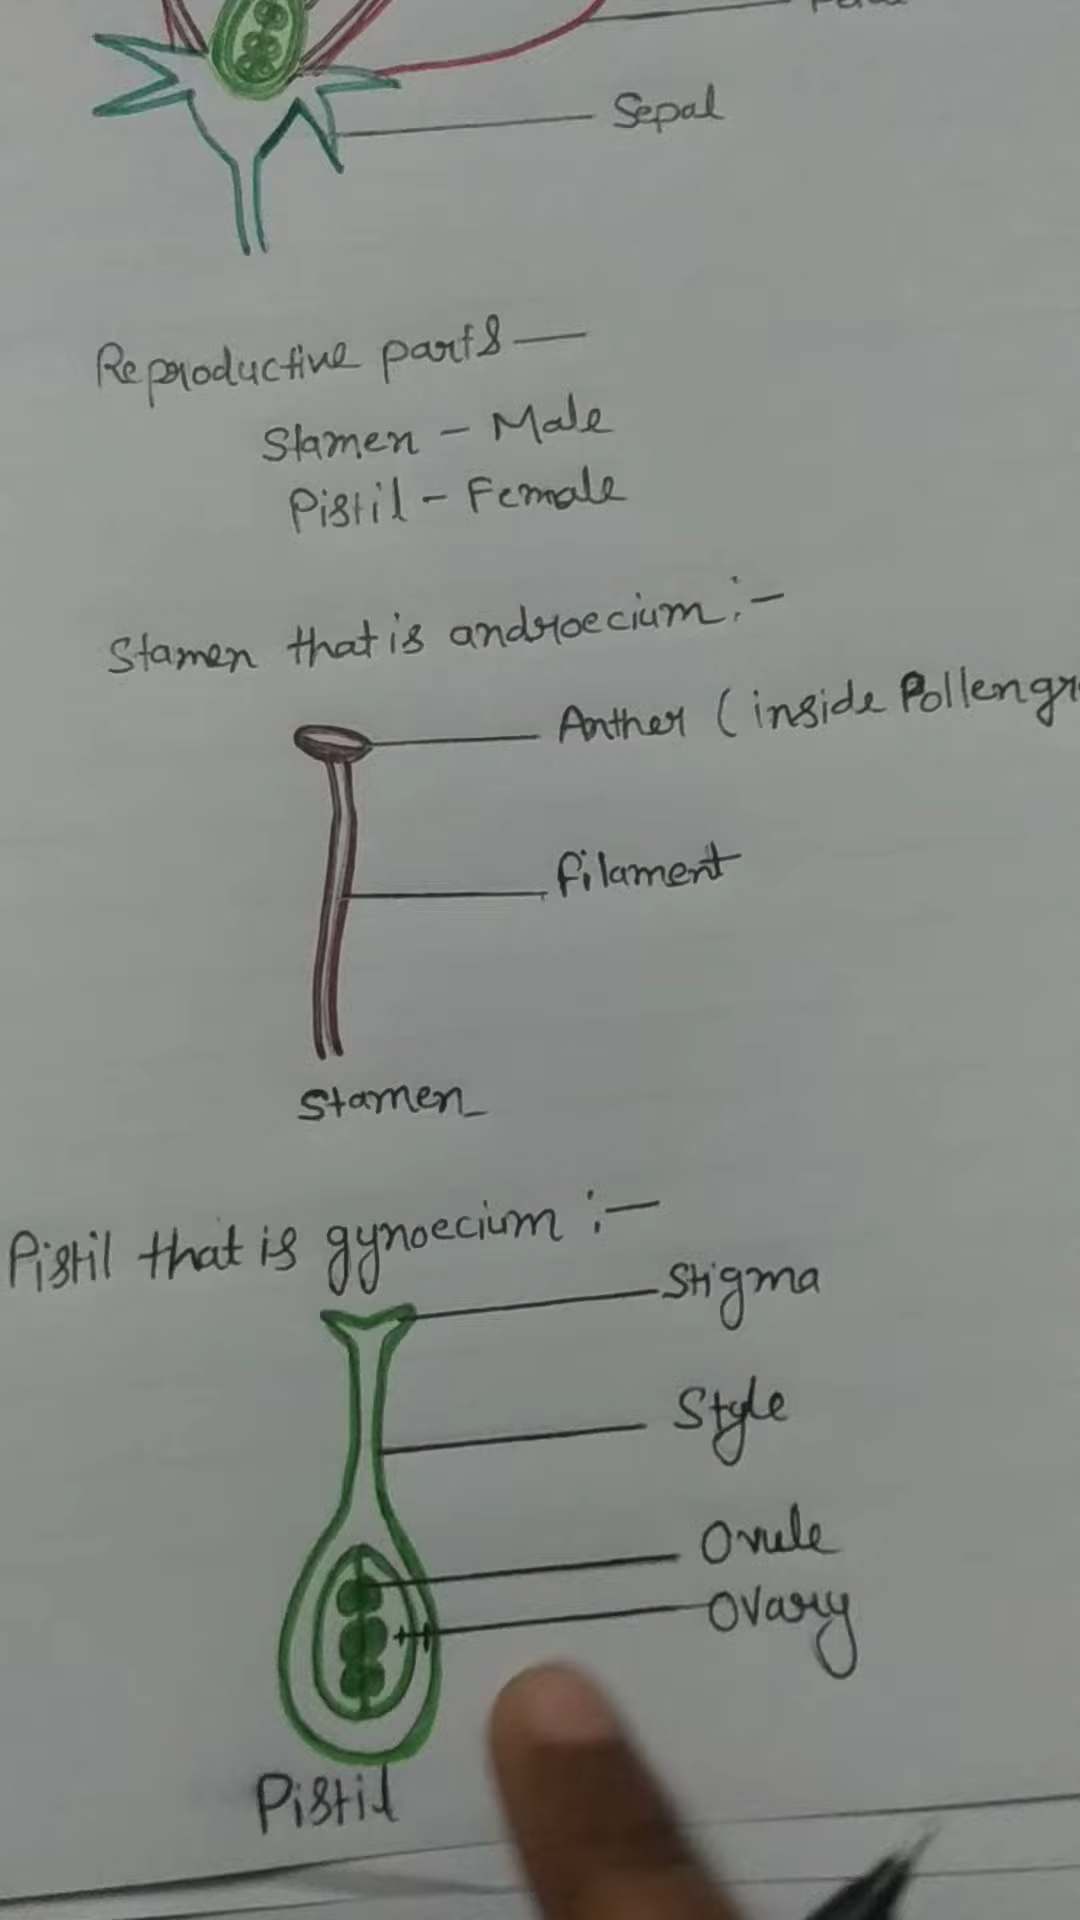 Sepal
Reproductive parts—
Stamen - Male
Pistil - Female
Stamen that is androecium:-
Anther (inside Pollengr
filament
Stamen
Pistil that is gynoecium :-
Stigma
Style
Ovule
Ovary
Pistil